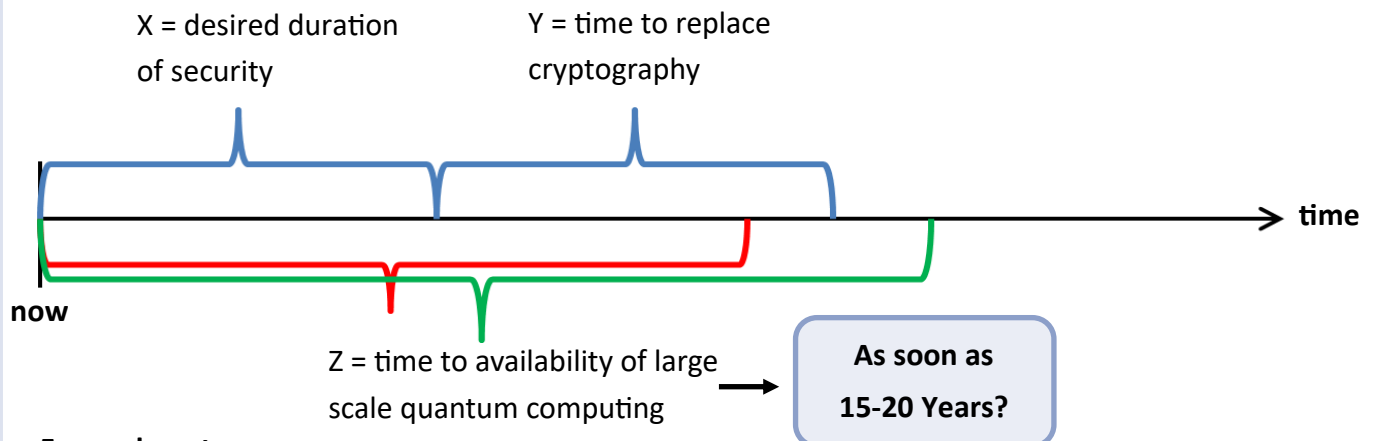 X = desired duration
of security
Y = time to replace
cryptography
time
now
Z = time to availability of large
scale quantum computing
As soon as
15-20 Years?